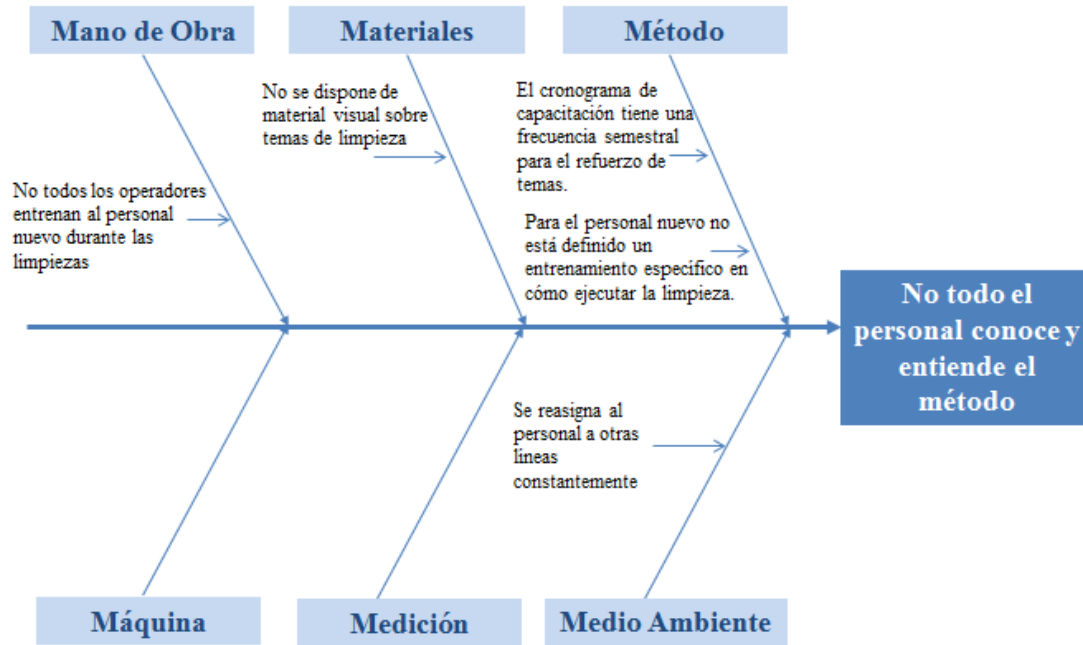 Mano de Obra
Materiales
Método
No todos los operadores
entrenan al personal
nuevo durante las
limpiezas
No se dispone de
material visual sobre
temas de limpieza
El cronograma de
capacitación tiene una
frecuencia semestral
para el refuerzo de
temas.
Para el personal nuevo no
está definido un
entrenamiento específico en
cómo ejecutar la limpieza.
No todo el
personal conoce y
entiende el
método
Se reasigna al
personal a otras
lineas
constantemente
Máquina
Medición
Medio Ambiente